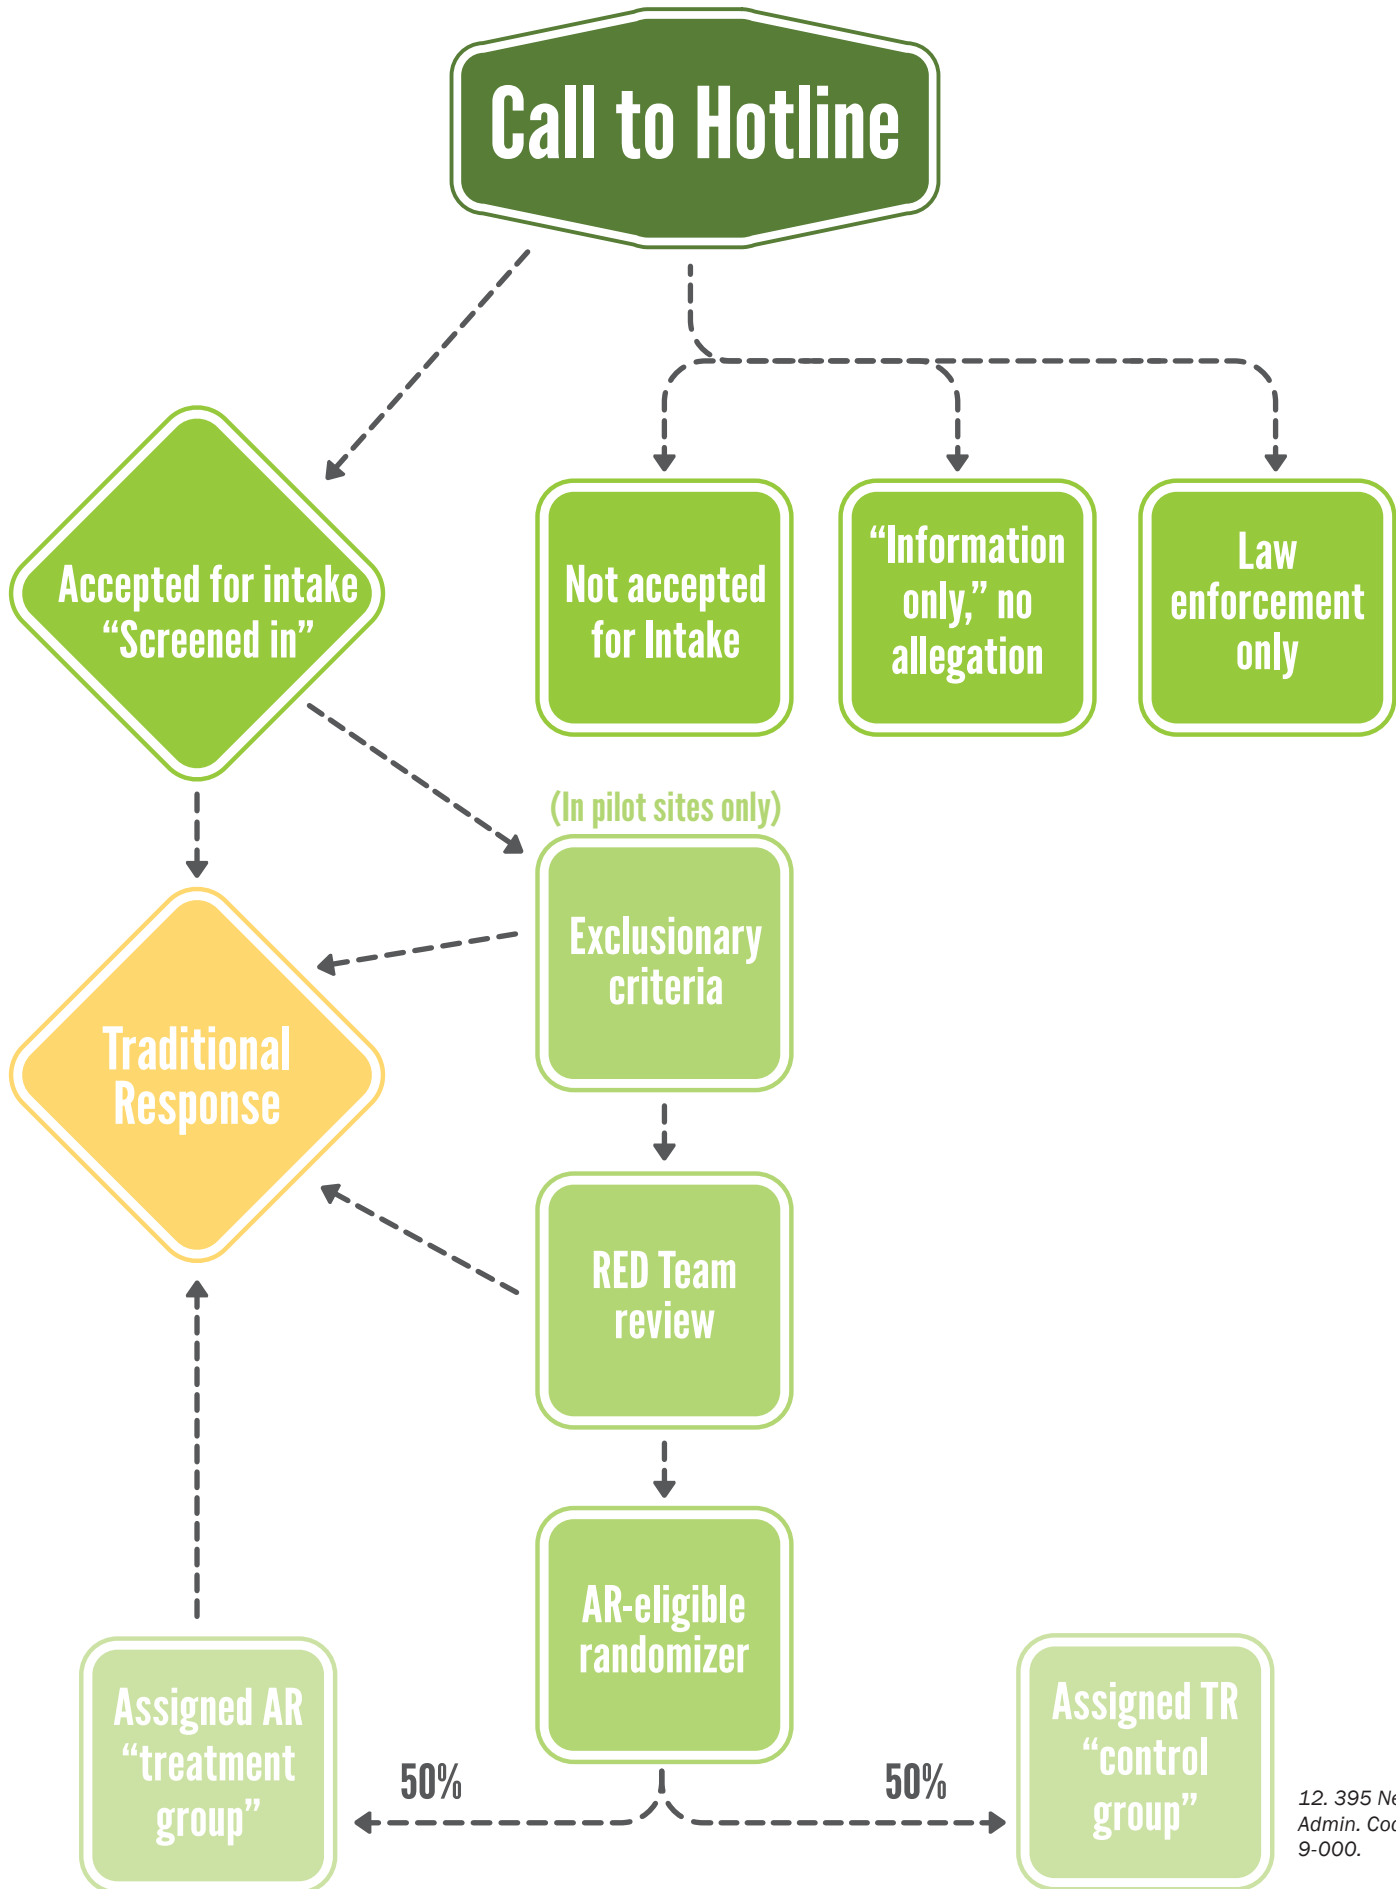 Call to Hotline
Accepted for intake
“Screened in”
Not accepted
for Intake
“Information
only,” no
allegation
Law
enforcement
only
(In pilot sites only)
Exclusionary
criteria
Traditional
Response
RED Team
review
AR-eligible
randomizer
Assigned AR
“treatment
group”
50%
50%
Assigned TR
“control
group”
12. 395
Admin.
9-000.